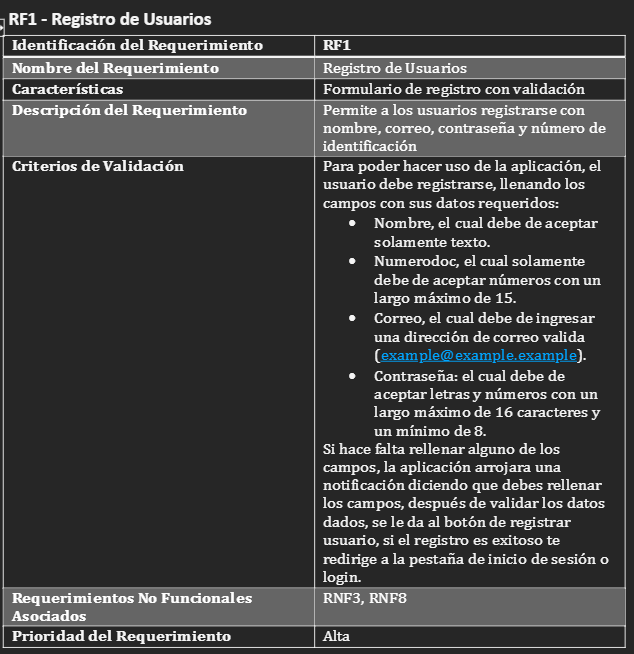 RF1 - Registro de Usuarios
Identificación del Requerimiento
RF1
Nombre del Requerimiento
Registro de Usuarios
Características
Formulario de registro con validación
Descripción del Requerimiento
Permite a los usuarios registrarse con
nombre, correo, contraseña y número de
identificación
Criterios de Validación
Para poder hacer uso de la aplicación, el
usuario debe registrarse, llenando los
campos con sus datos requeridos:
• Nombre, el cual debe de aceptar
solamente texto.
• Numerodoc, el cual solamente
debe de aceptar números con un
largo máximo de 15.
• Correo, el cual debe de ingresar
una dirección de correo valida
(example@example.example).
• Contraseña: el cual debe de
aceptar letras y números con un
largo máximo de 16 caracteres y
un mínimo de 8.
Si hace falta rellenar alguno de los
campos, la aplicación arrojara una
notificación diciendo que debes rellenar
los campos, después de validar los datos
dados, se le da al botón de registrar
usuario, si el registro es exitoso te
redirige a la pestaña de inicio de sesión o
login.
Requerimientos No Funcionales
Asociados
RNF3, RNF8
Prioridad del Requerimiento
Alta